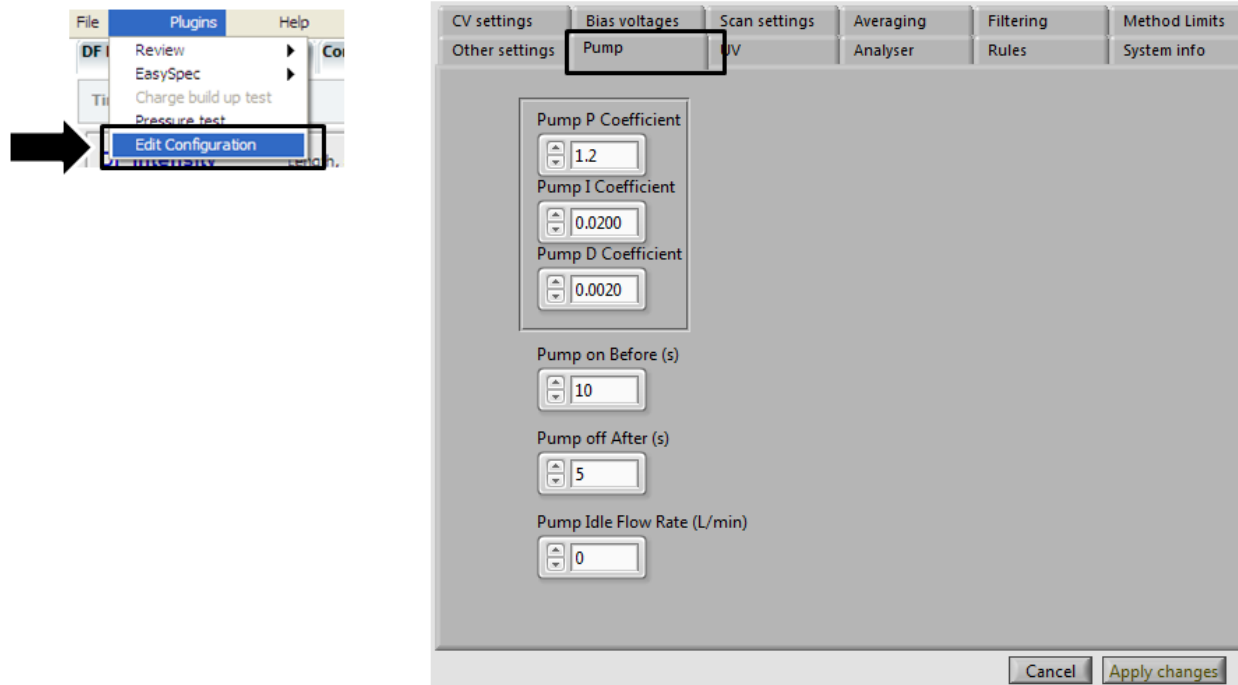 File Plugins Help
DF
Review
Co
EasySpec
Charge build up test
Pressure test
Edit Configuration
DF Intensity Length,
CV settings Bias voltages Scan settings Averaging Filtering Method Limits
Other settings Pump UV Analyser Rules System info
Pump P Coefficient
1.2
Pump I Coefficient
0.0200
Pump D Coefficient
0.0020
Pump on Before (s)
10
Pump off After (s)
5
Pump Idle Flow Rate (L/min)
0
Cancel Apply changes